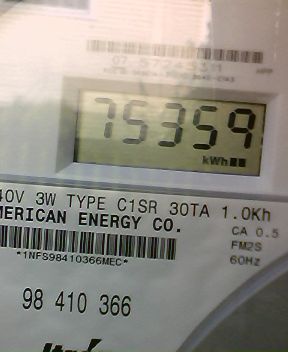 75359
kWh
40V 3W TYPE C1SR 30TA 1.0Kh
MERICAN ENERGY CO.
CA 0.5
FM2S
60Hz
*1NFS98410366MEC*
98 410 366